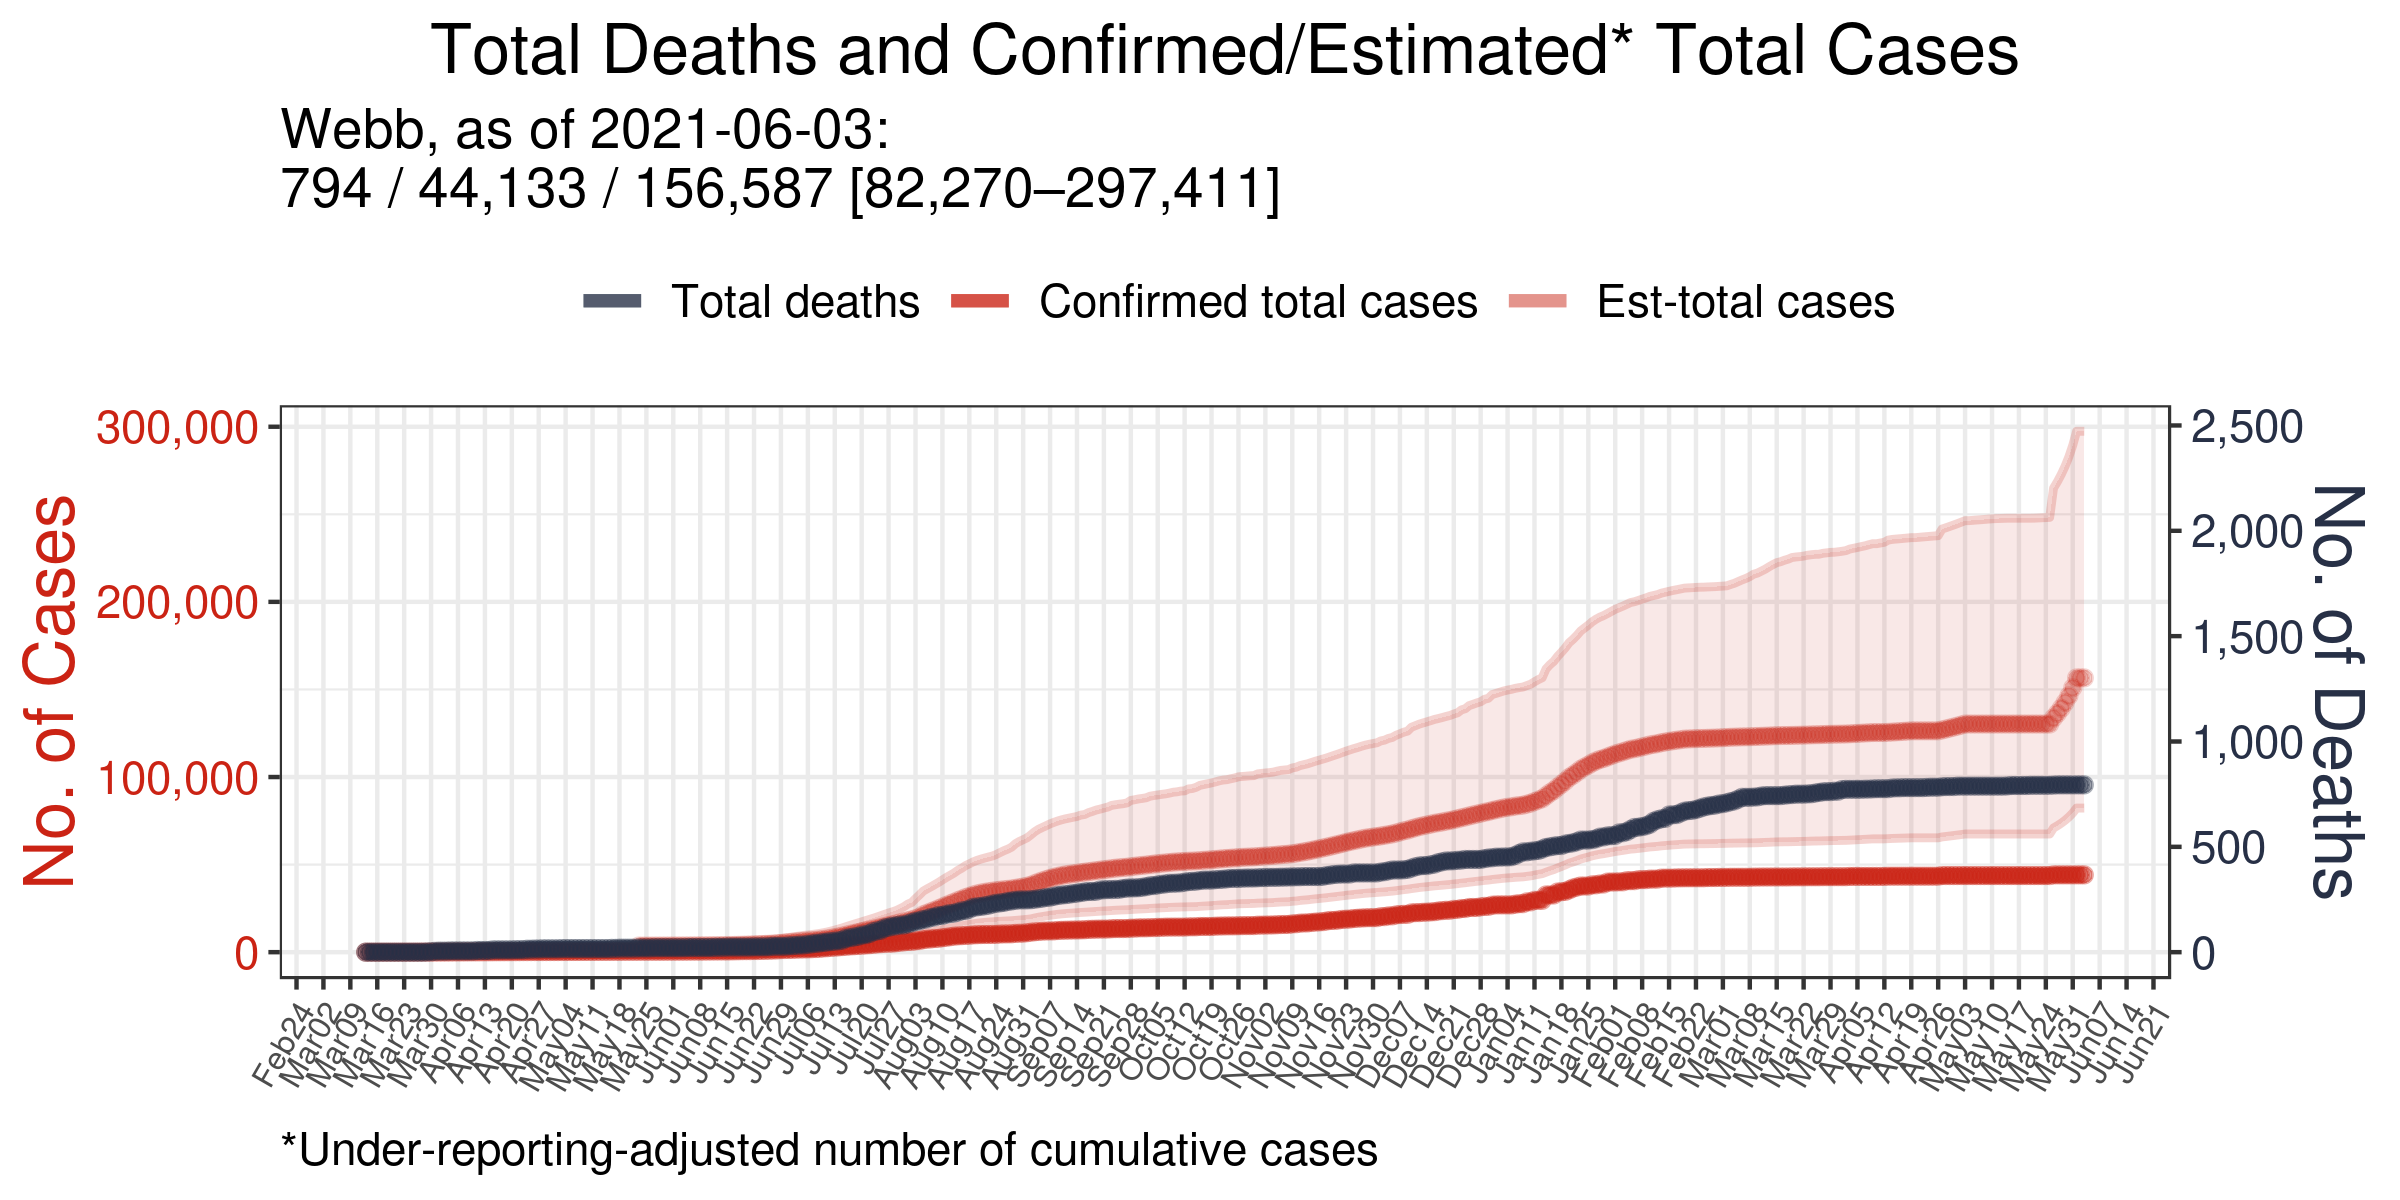 Total Deaths and Confirmed/Estimated* Total Cases
Webb, as of 2021-06-03:
794 / 44,133 / 156,587 [82,270–297,411]
Total deaths
Confirmed total cases
Est-total cases
No. of Cases
300,000
200,000
100,000
0
2,500
2,000
1,500
1,000
500
0
No. of Deaths
Feb24
Mar02
Mar09
Mar16
Mar23
Mar30
Apr06
Apr13
Apr20
Apr27
May04
May11
May18
May25
Jun01
Jun08
Jun15
Jun22
Jun29
Jul06
Jul13
Jul20
Jul27
Aug03
Aug10
Aug17
Aug24
Aug31
Sep07
Sep14
Sep21
Sep28
Oct05
Oct12
Oct19
Oct26
Nov02
Nov09
Nov16
Nov23
Nov30
Dec07
Dec14
Dec21
Dec28
Jan04
Jan11
Jan18
Jan25
Feb01
Feb08
Feb15
Feb22
Mar01
Mar08
Mar15
Mar22
Mar29
Apr05
Apr12
Apr19
Apr26
May03
May10
May17
May24
May31
Jun07
Jun14
Jun21
*Under-reporting-adjusted number of cumulative cases